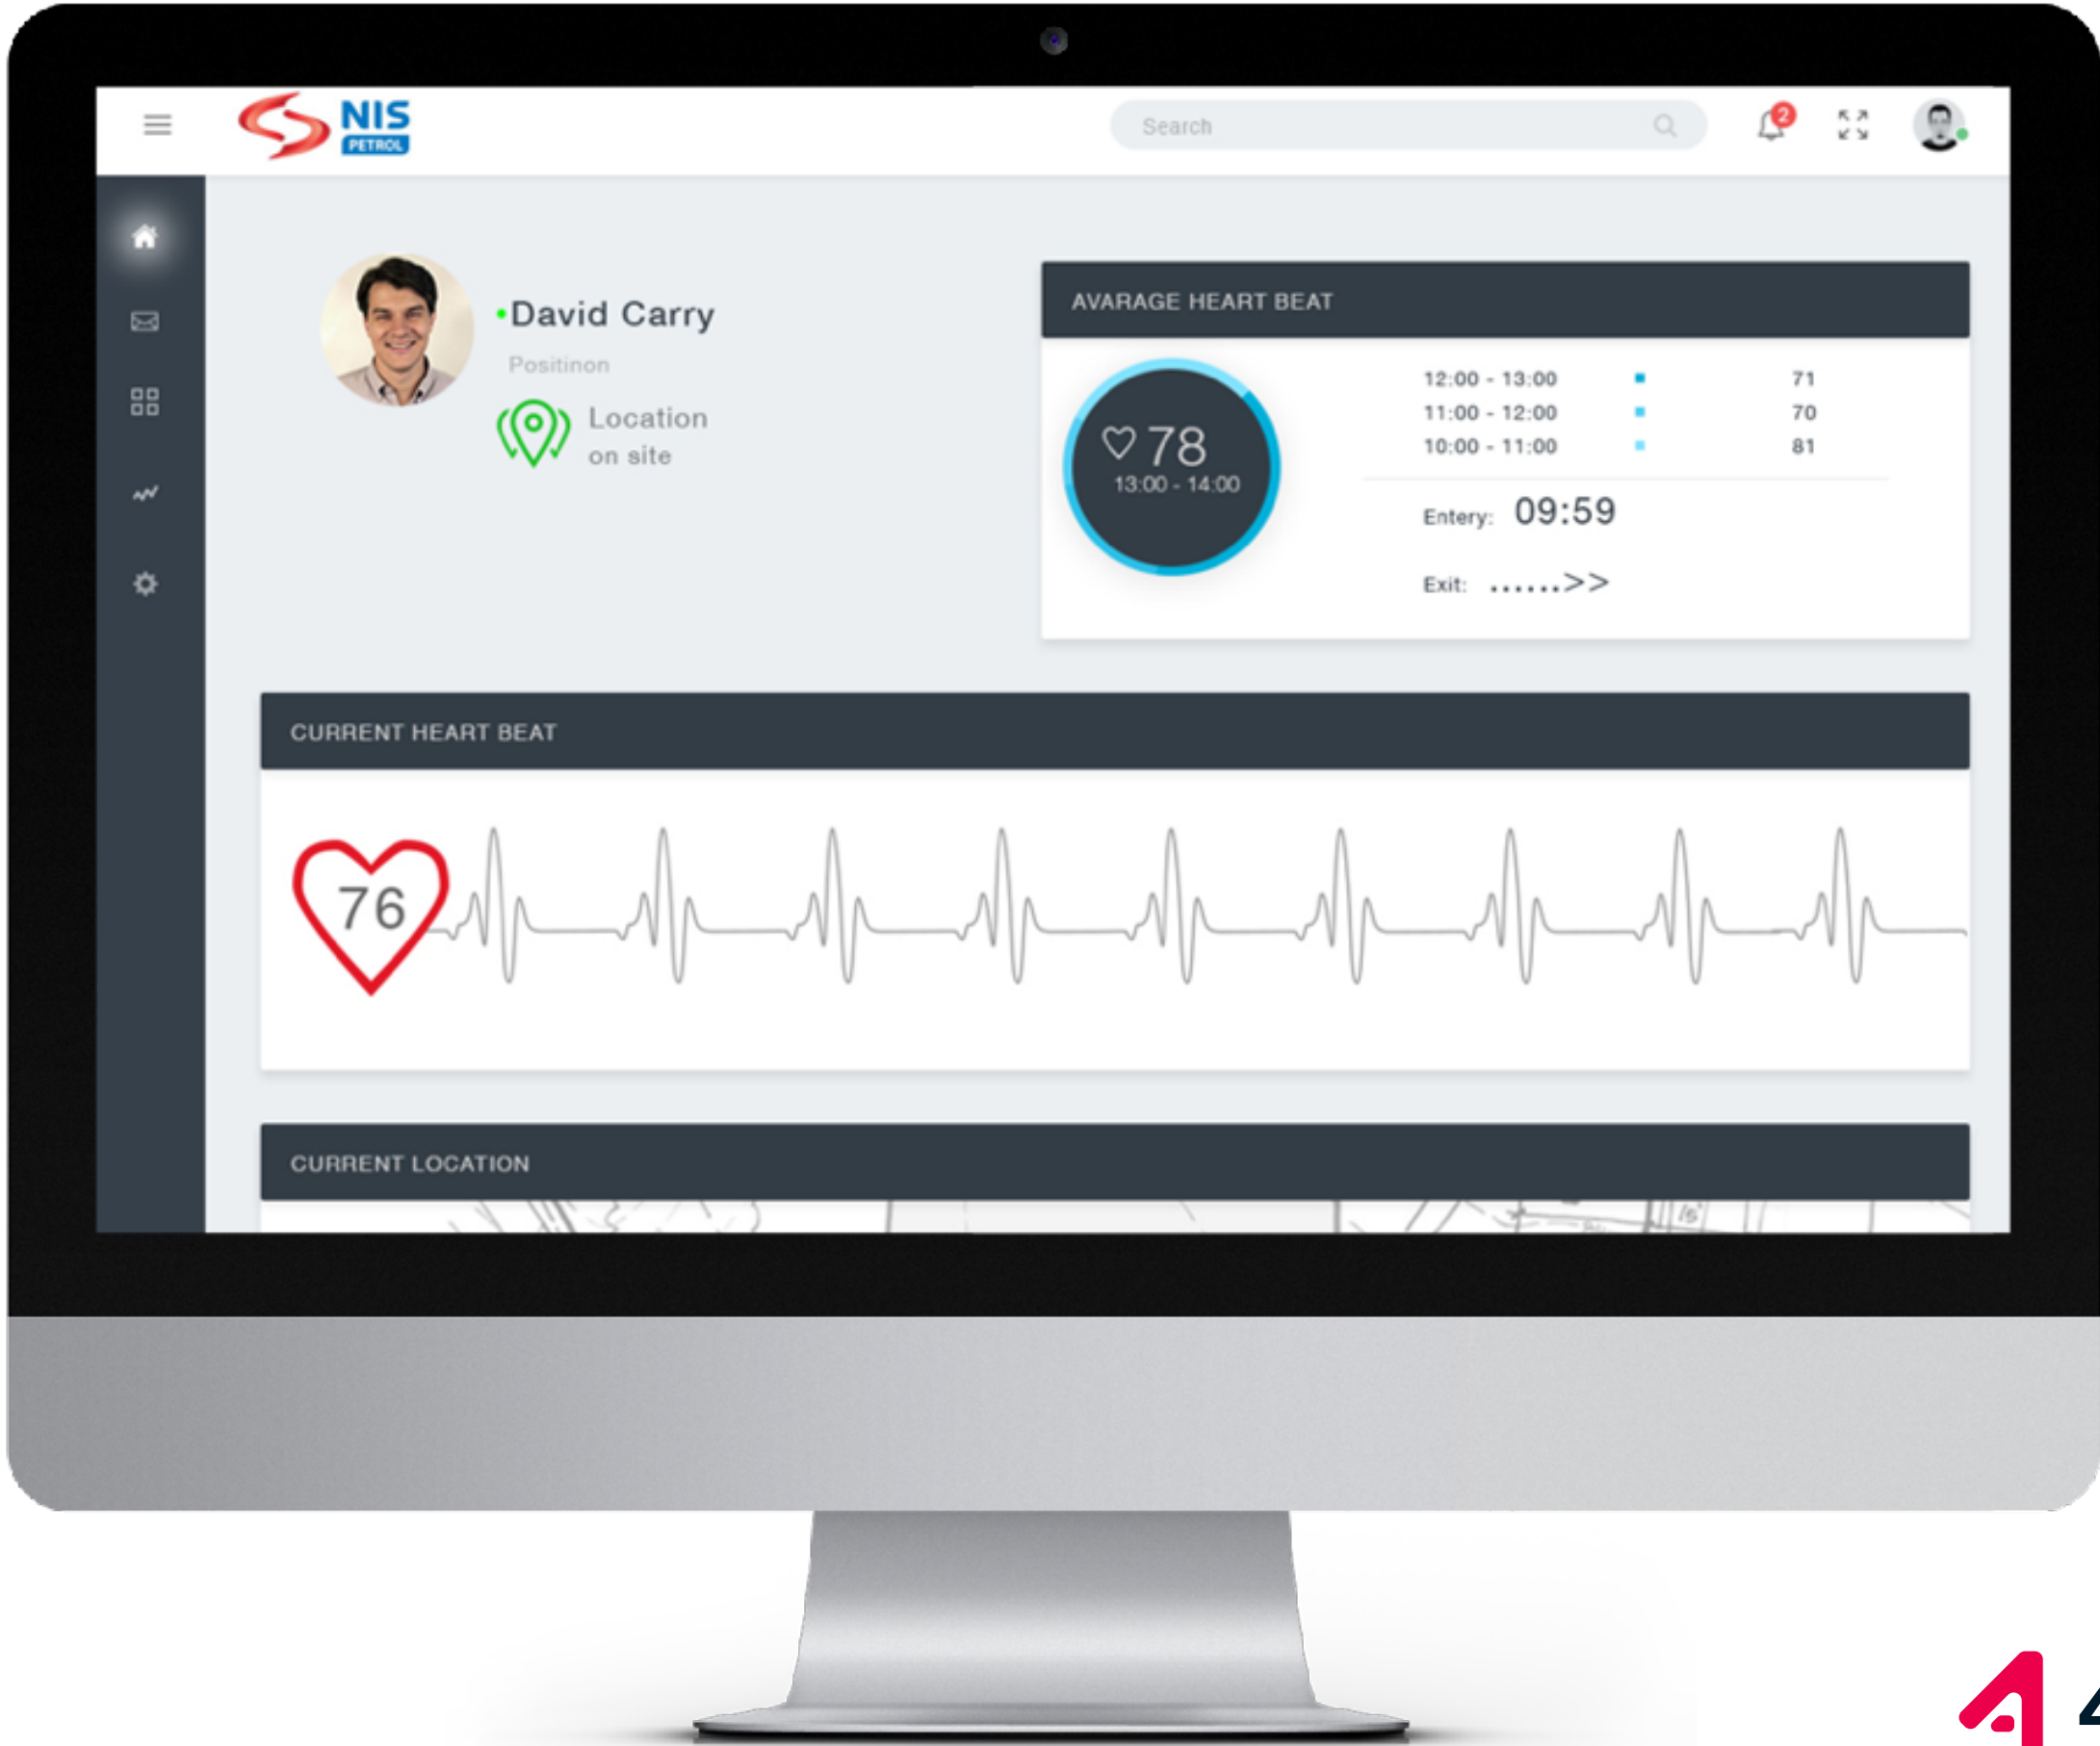 NIS
PETROL
Search
2
David Carry
Positinon
Location
on site
AVARAGE HEART BEAT
78
13:00 - 14:00
12:00 - 13:00 71
11:00 - 12:00 70
10:00 - 11:00 81
Entery: 09:59
Exit: ......>>
CURRENT HEART BEAT
76
CURRENT LOCATION
15'